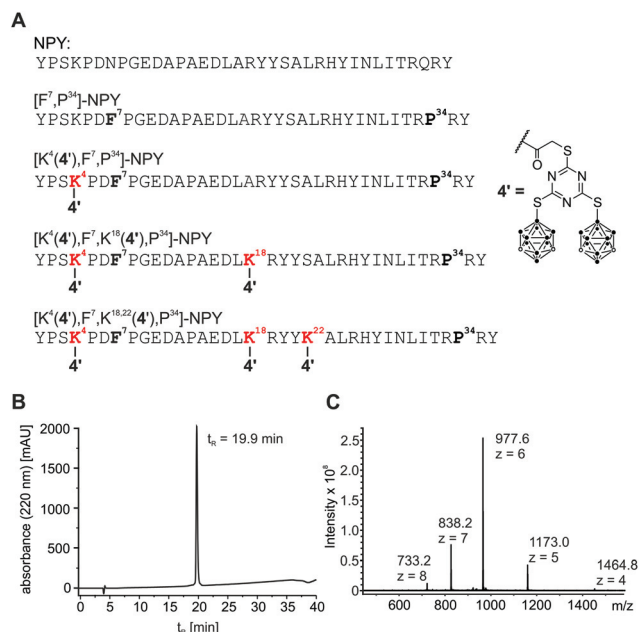 A
NPY:
YPSKPDNPGEDAPAEDLARYYSALRHYINLITRQRY
[F⁷,P³⁴]-NPY
YPSKPDF⁷PGEDAPAEDLARYYSALRHYINLITRP³⁴RY
[K⁴(4'),F⁷,P³⁴]-NPY
YPSK⁴PDF⁷PGEDAPAEDLARYYSALRHYINLITRP³⁴RY
4'
[K⁴(4'),F⁷,K¹⁸(4'),P³⁴]-NPY
YPSK⁴PDF⁷PGEDAPAEDLK¹⁸RYYSALRHYINLITRP³⁴RY
4' 4'
[K⁴(4'),F⁷,K¹⁸,²²(4'),P³⁴]-NPY
YPSK⁴PDF⁷PGEDAPAEDLK¹⁸RYYK²²ALRHYINLITRP³⁴RY
4' 4' 4'
4' =
S
O
N N
S N S
B
absorbance (220 nm) [mAU]
2000
1500
1000
500
0
tR = 19.9 min
0 5 10 15 20 25 30 35 40
tR [min]
C
Intensity x 10⁸
2.5
2.0
1.5
1.0
0.5
0.0
977.6
z = 6
838.2
z = 7
733.2
z = 8
1173.0
z = 5
1464.8
z = 4
600 800 1000 1200 1400 m/z